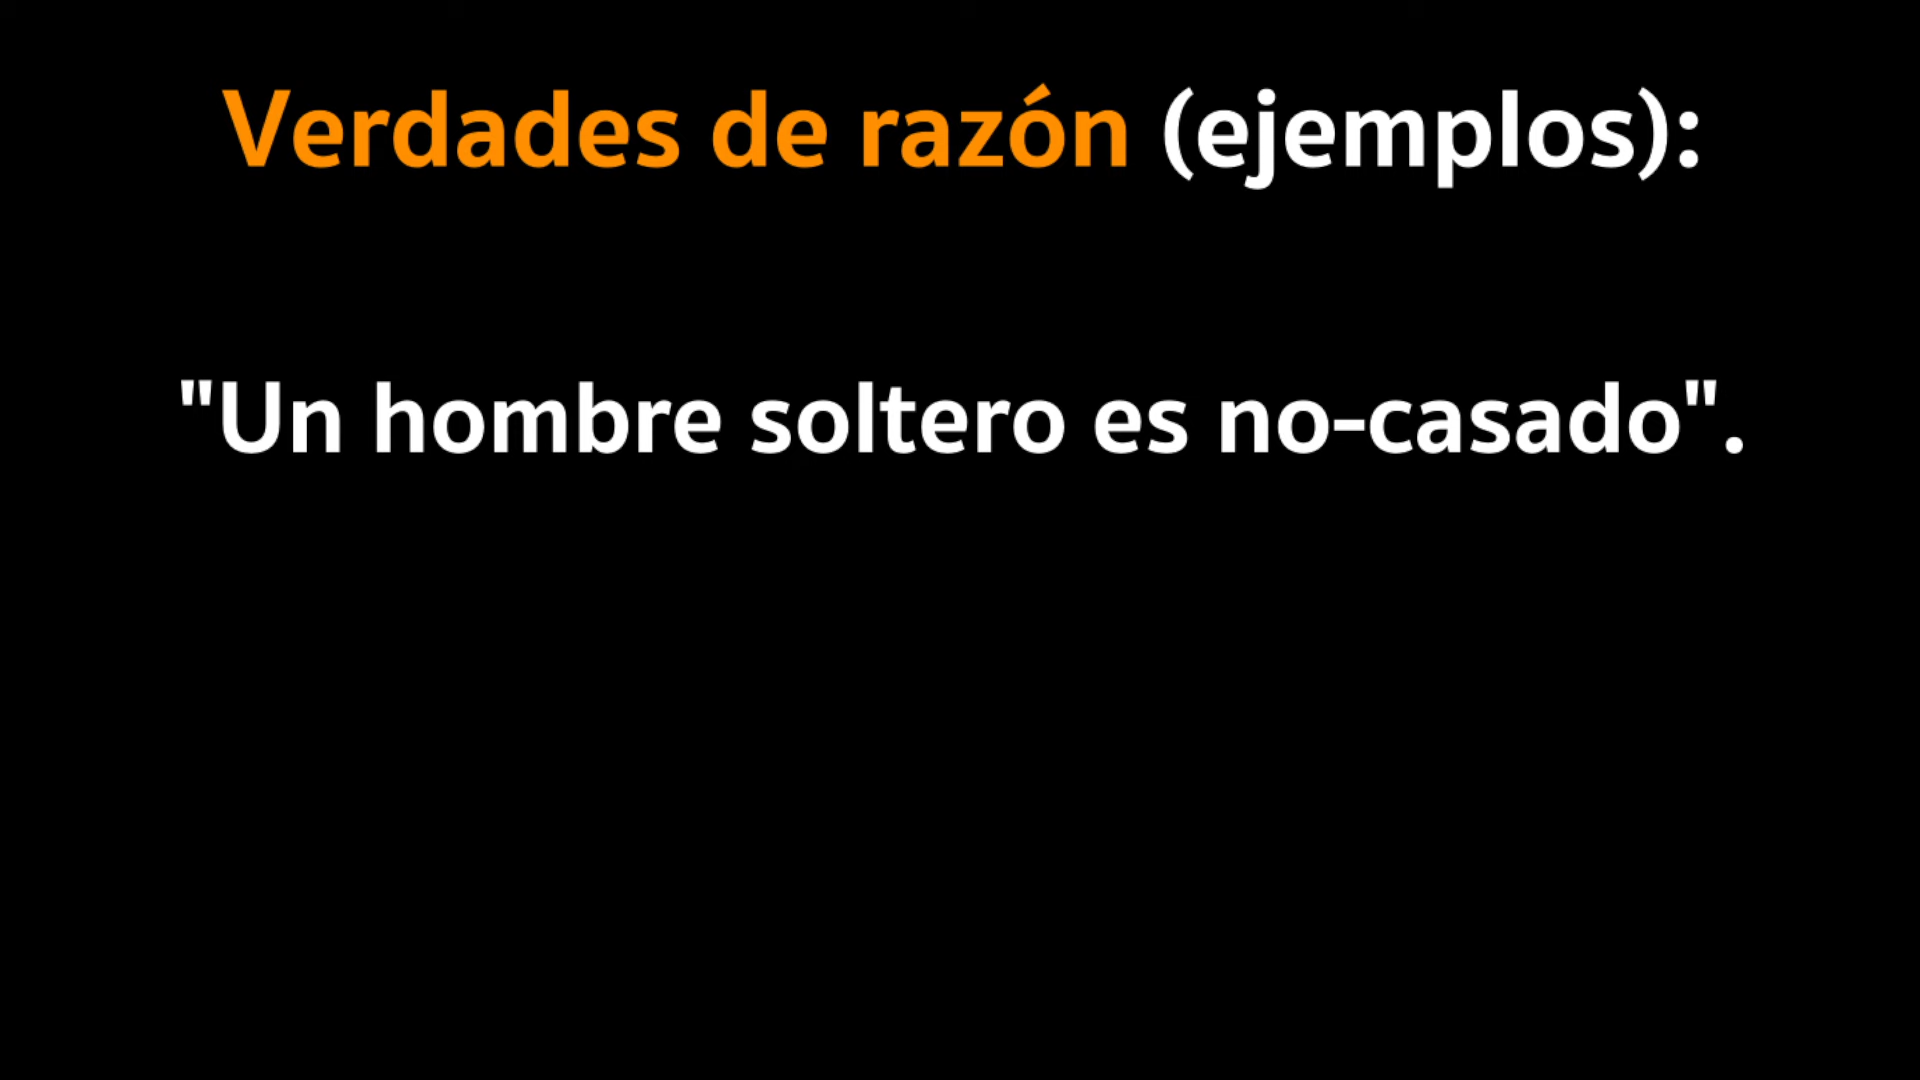 Verdades de razón (ejemplos):
"Un hombre soltero es no-casado".